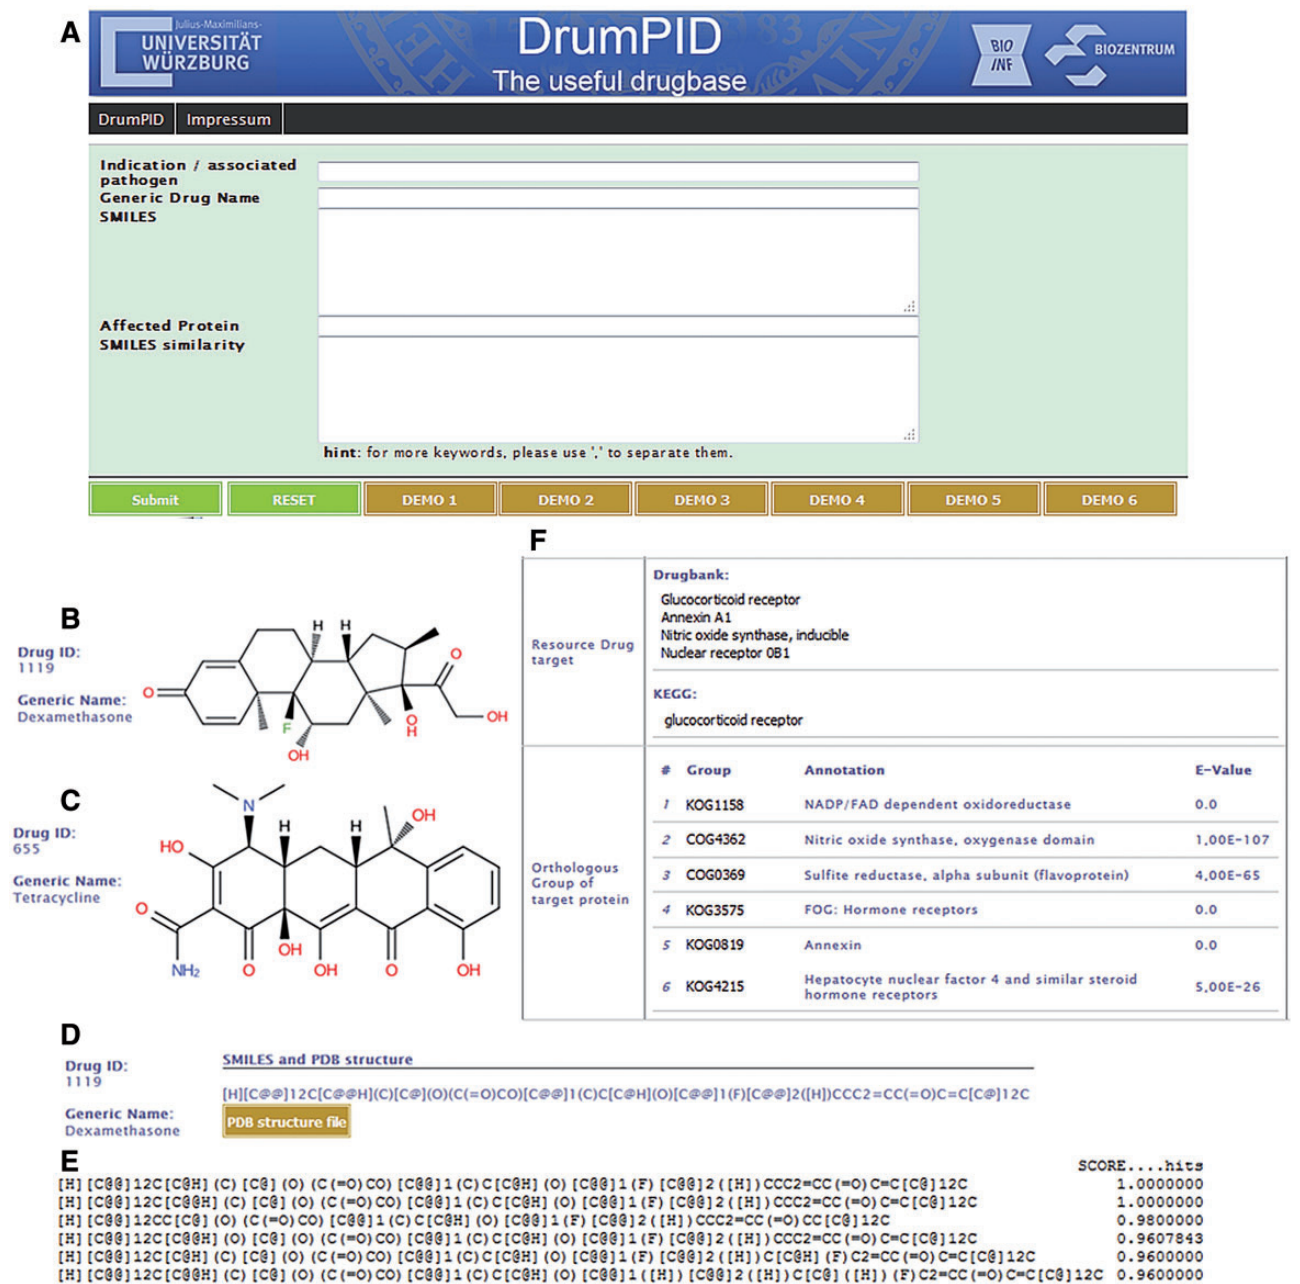 A
Julius-Maximilians-
UNIVERSITÄT
WÜRZBURG
DrumPID
The useful drugbase
BIO
INF
BIOZENTRUM
DrumPID Impressum
Indication / associated
pathogen
Generic Drug Name
SMILES
Affected Protein
SMILES similarity
hint: for more keywords, please use ',' to separate them.
Submit RESET DEMO 1 DEMO 2 DEMO 3 DEMO 4 DEMO 5 DEMO 6
B
Drug ID:
1119
Generic Name:
Dexamethasone
H H
O
O
F
OH
O
H
OH
C
Drug ID:
655
Generic Name:
Tetracycline
N
HO
H H
OH
O
NH₂
O
OH
OH
O
OH
F
Resource Drug
target
Drugbank:
Glucocorticoid receptor
Annexin A1
Nitric oxide synthase, inducible
Nuclear receptor 0B1
KEGG:
glucocorticoid receptor
Orthologous
Group of
target protein
# Group Annotation E-Value
1 KOG1158 NADP/FAD dependent oxidoreductase 0.0
2 COG4362 Nitric oxide synthase, oxygenase domain 1,00E-107
3 COG0369 Sulfite reductase, alpha subunit (flavoprotein) 4,00E-65
4 KOG3575 FOG: Hormone receptors 0.0
5 KOG0819 Annexin 0.0
6 KOG4215 Hepatocyte nuclear factor 4 and similar steroid
hormone receptors 5,00E-26
D
Drug ID:
1119
Generic Name:
Dexamethasone
SMILES and PDB structure
[H][C@@]12C[C@@H](C)[C@](O)(C(=O)CO)[C@@]1(C)C[C@H](O)[C@@]1(F)[C@@]2([H])CCC2=CC(=O)C=C[C@]12C
PDB structure file
E
SCORE....hits
[H][C@@]12C[C@H](C)[C@](O)(C(=O)CO)[C@@]1(C)C[C@H](O)[C@@]1(F)[C@@]2([H])CCC2=CC(=O)C=C[C@]12C 1.0000000
[H][C@@]12C[C@@H](C)[C@](O)(C(=O)CO)[C@@]1(C)C[C@H](O)[C@@]1(F)[C@@]2([H])CCC2=CC(=O)C=C[C@]12C 1.0000000
[H][C@@]12CC[C@](O)(C(=O)CO)[C@@]1(C)C[C@H](O)[C@@]1(F)[C@@]2([H])CCC2=CC(=O)CC[C@]12C 0.9800000
[H][C@@]12C[C@@H](O)[C@](O)(C(=O)CO)[C@@]1(C)C[C@H](O)[C@@]1(F)[C@@]2([H])CCC2=CC(=O)C=C[C@]12C 0.9607843
[H][C@@]12C[C@@H](C)[C@](O)(C(=O)CO)[C@@]1(C)C[C@H](O)[C@@]1(F)[C@@]2([H])C[C@H](F)C2=CC(=O)C=C[C@]12C 0.9600000
[H][C@@]12C[C@@H](C)[C@](O)(C(=O)CO)[C@@]1(C)C[C@H](O)[C@@]1([H])[C@@]2([H])C[C@]([H])(F)C2=CC(=O)C=C[C@]12C 0.9600000